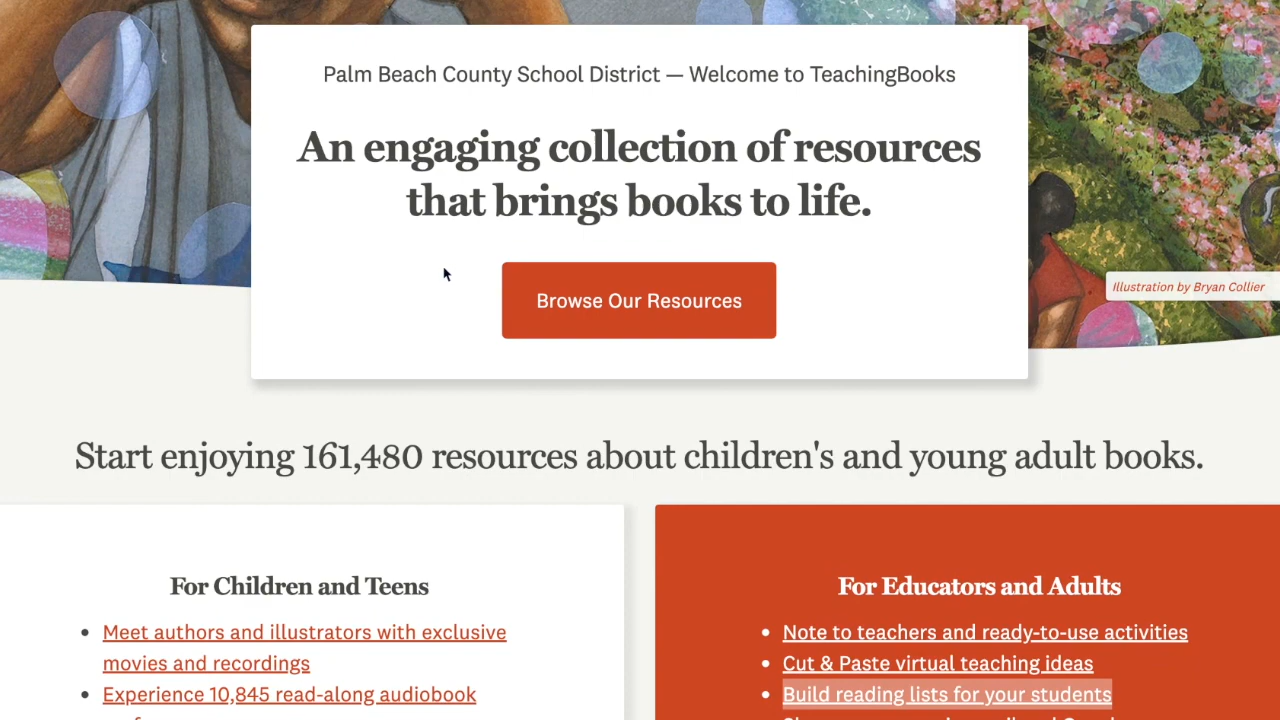 Palm Beach County School District — Welcome to TeachingBooks
An engaging collection of resources
that brings books to life.
Browse Our Resources
Illustration by Bryan Collier
Start enjoying 161,480 resources about children's and young adult books.
For Children and Teens
Meet authors and illustrators with exclusive
movies and recordings
Experience 10,845 read-along audiobook
For Educators and Adults
Note to teachers and ready-to-use activities
Cut & Paste virtual teaching ideas
Build reading lists for your students